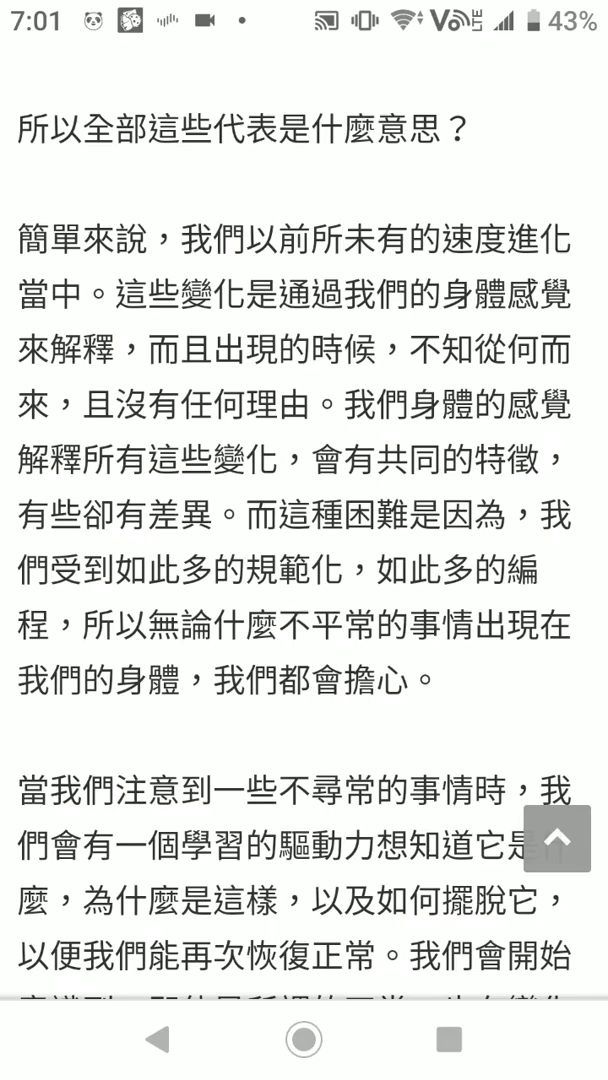 7:01
VoLTE 43%
所以全部這些代表是什麼意思？
簡單來說，我們以前所未有的速度進化
當中。這些變化是通過我們的身體感覺
來解釋，而且出現的時候，不知從何而
來，且沒有任何理由。我們身體的感覺
解釋所有這些變化，會有共同的特徵，
有些卻有差異。而這種困難是因為，我
們受到如此多的規範化，如此多的編
程，所以無論什麼不平常的事情出現在
我們的身體，我們都會擔心。
當我們注意到一些不尋常的事情時，我
們會有一個學習的驅動力想知道它是什
麼，為什麼是這樣，以及如何擺脫它，
以便我們能再次恢復正常。我們會開始